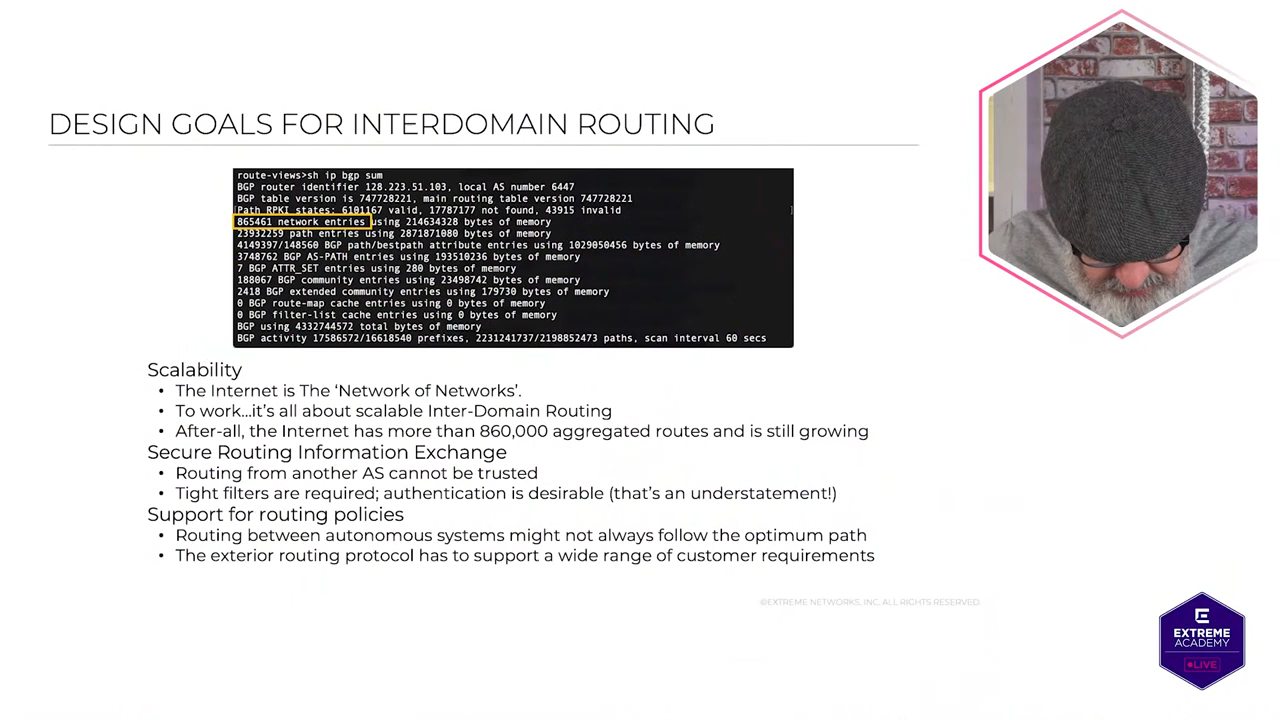 DESIGN GOALS FOR INTERDOMAIN ROUTING
route-views>sh ip bgp sum
BGP router identifier 128.223.51.103, local AS number 6447
BGP table version is 747728221, main routing table version 747728221
Path RPKI states: 6101167 valid, 17787177 not found, 43915 invalid
865461 network entries using 214634328 bytes of memory
23932259 path entries using 2871871080 bytes of memory
4149397/148560 BGP path/bestpath attribute entries using 1029050456 bytes of memory
3748762 BGP AS-PATH entries using 193510236 bytes of memory
7 BGP ATTR_SET entries using 280 bytes of memory
188067 BGP community entries using 23498742 bytes of memory
2418 BGP extended community entries using 179730 bytes of memory
0 BGP route-map cache entries using 0 bytes of memory
0 BGP filter-list cache entries using 0 bytes of memory
BGP using 4332744572 total bytes of memory
BGP activity 17586572/16618540 prefixes, 2231241737/2198852473 paths, scan interval 60 secs
Scalability
• The Internet is The ‘Network of Networks’.
• To work...it’s all about scalable Inter-Domain Routing
• After-all, the Internet has more than 860,000 aggregated routes and is still growing
Secure Routing Information Exchange
• Routing from another AS cannot be trusted
• Tight filters are required; authentication is desirable (that’s an understatement!)
Support for routing policies
• Routing between autonomous systems might not always follow the optimum path
• The exterior routing protocol has to support a wide range of customer requirements
©EXTREME NETWORKS, INC. ALL RIGHTS RESERVED.
EXTREME
ACADEMY
LIVE